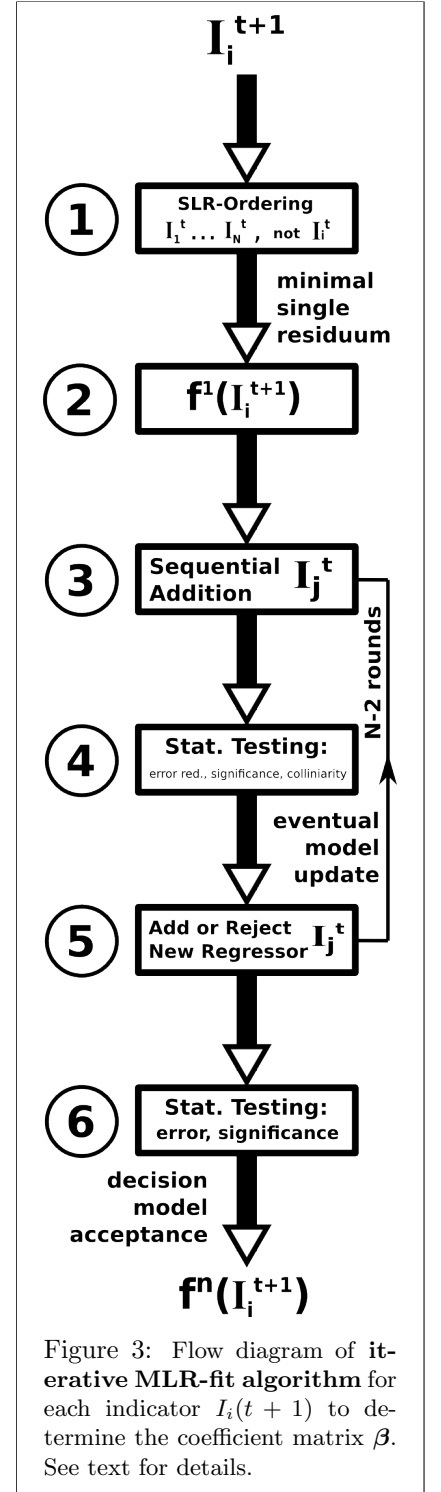 I_i^{t+1}
1
SLR-Ordering
I_1^t ... I_N^t , not I_i^t
minimal
single
residuum
2
f^1(I_i^{t+1})
3
Sequential I_j^t
Addition
N-2 rounds
4
Stat. Testing:
error red., significance, colliniarity
eventual
model
update
5
Add or Reject
New Regressor I_j^t
6
Stat. Testing:
error, significance
decision
model
acceptance
f^n(I_i^{t+1})
Figure 3: Flow diagram of it-
erative MLR-fit algorithm for
each indicator I_i(t + 1) to de-
termine the coefficient matrix β.
See text for details.